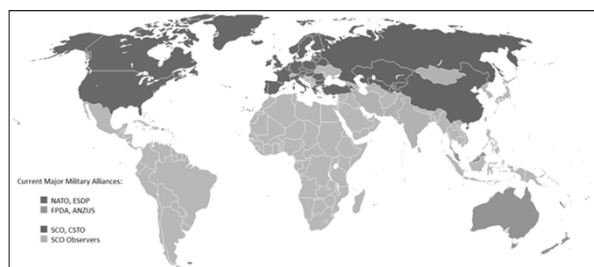 Current Major Military Alliances:
NATO, ESDP
FPDA, ANZUS
SCO, CSTO
SCO Observers